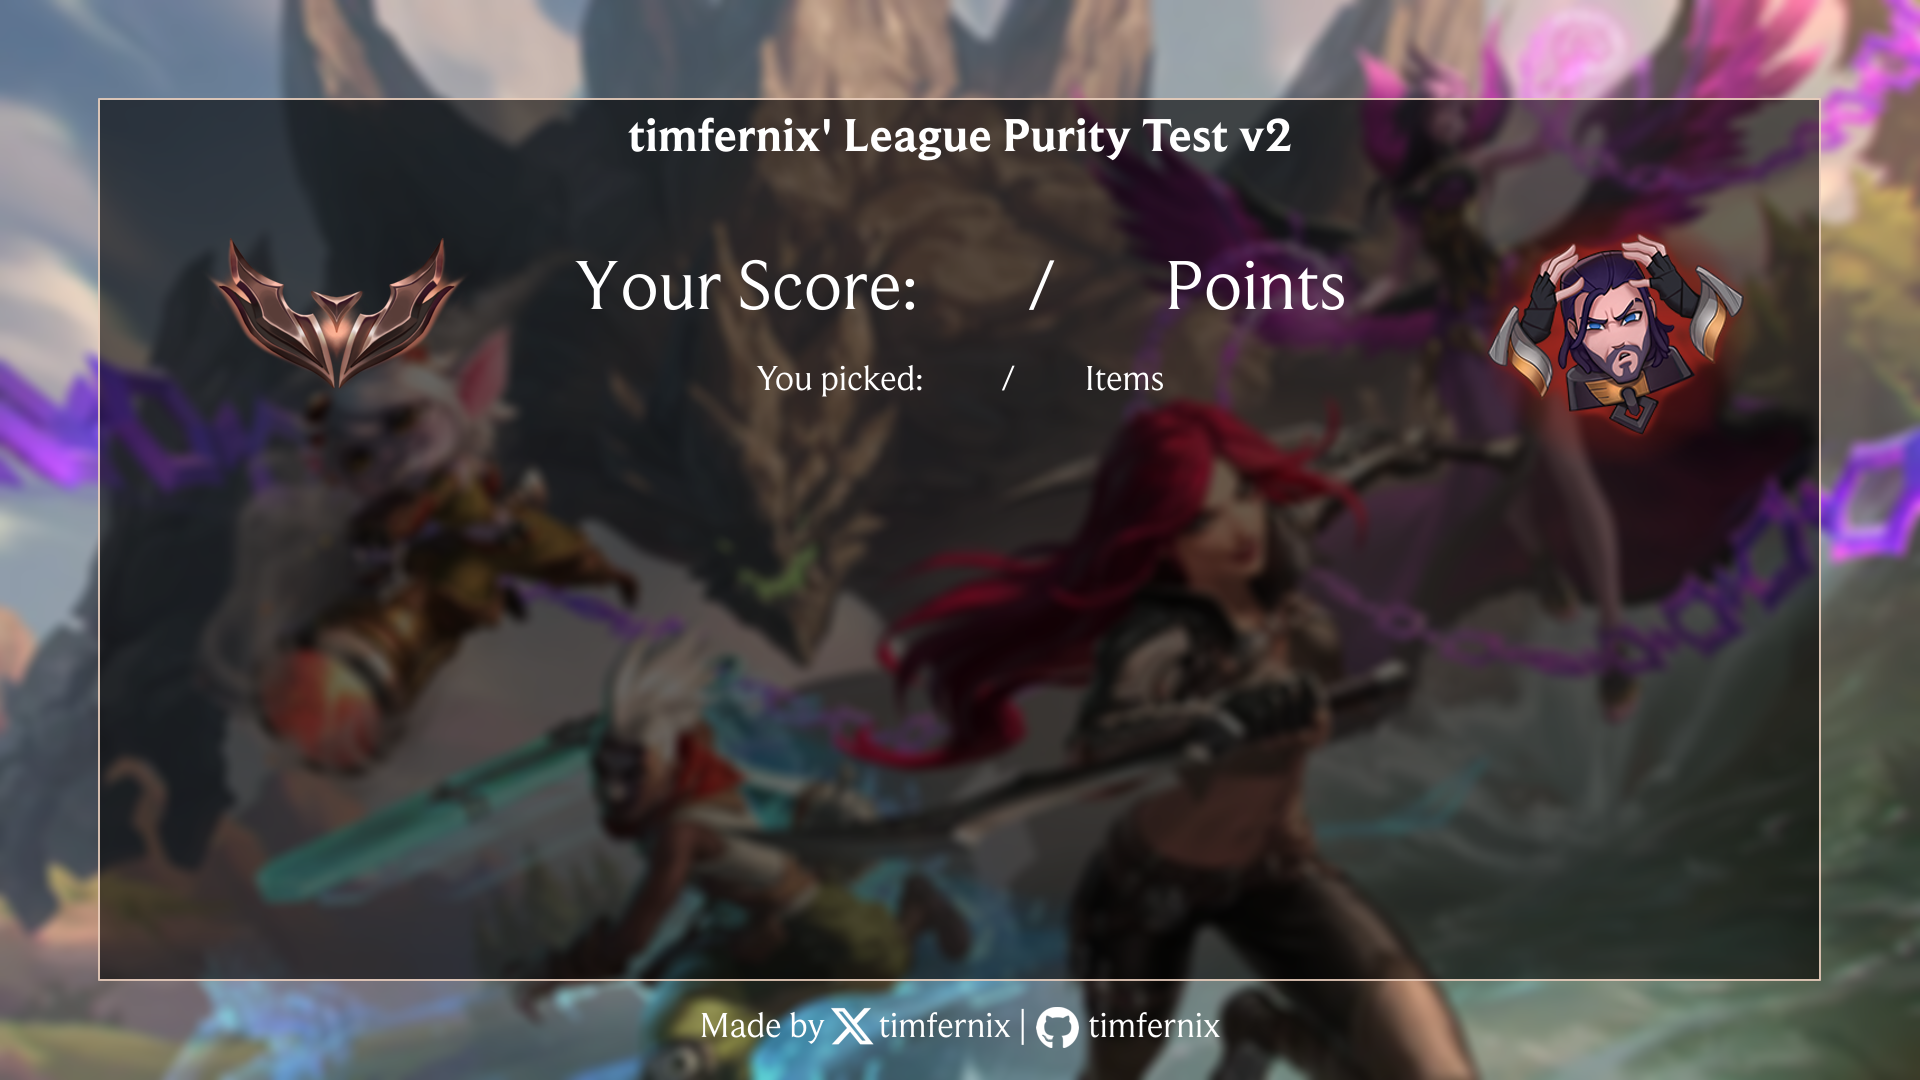 timfernix' League Purity Test v2
Your Score: / Points
You picked: / Items
Made by X timfernix | timfernix